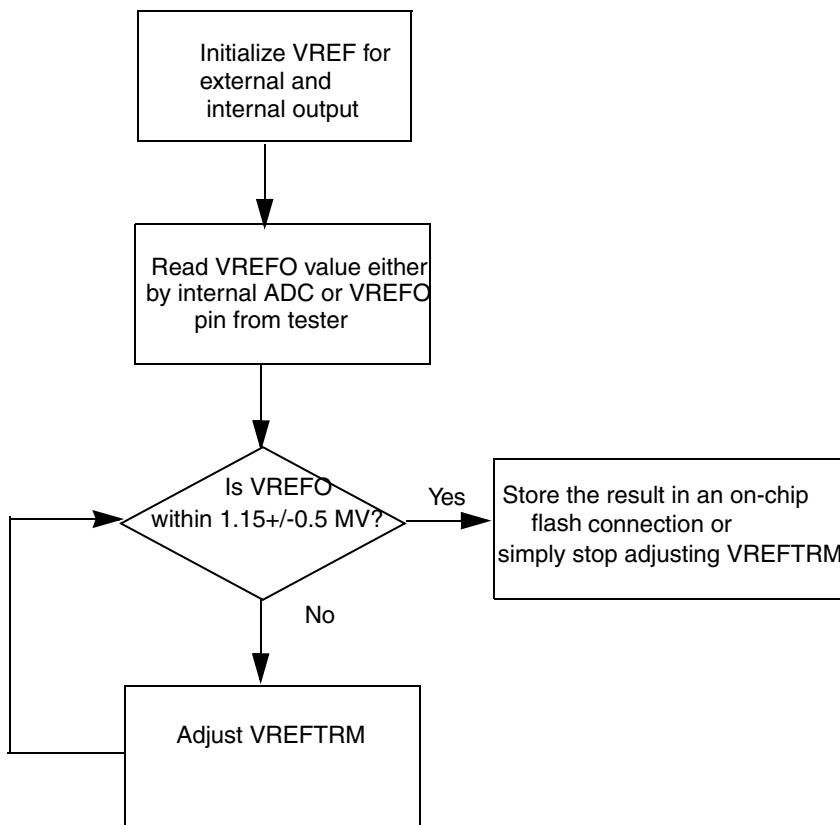 Initialize VREF for
external and
internal output
Read VREFO value either
by internal ADC or VREFO
pin from tester
Is VREFO
within 1.15+/-0.5 MV?
Yes
Store the result in an on-chip
flash connection or
simply stop adjusting VREFTRM
No
Adjust VREFTRM